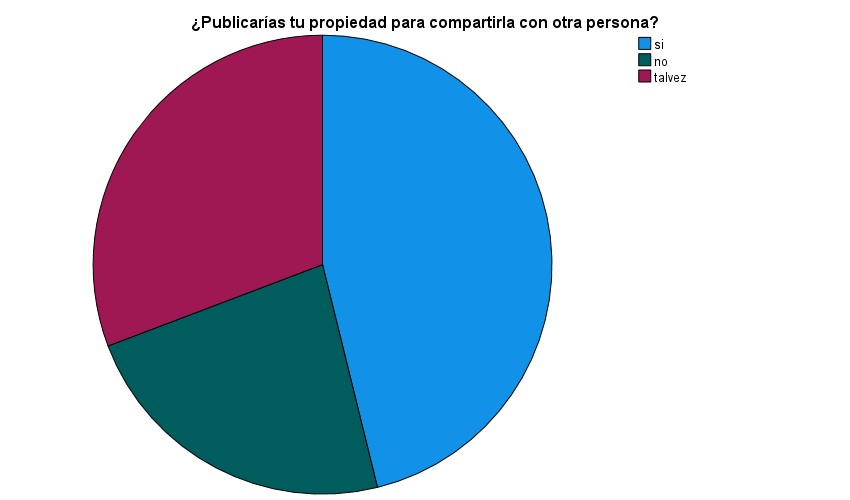 ¿Publicarías tu propiedad para compartirla con otra persona?
si
no
talvez